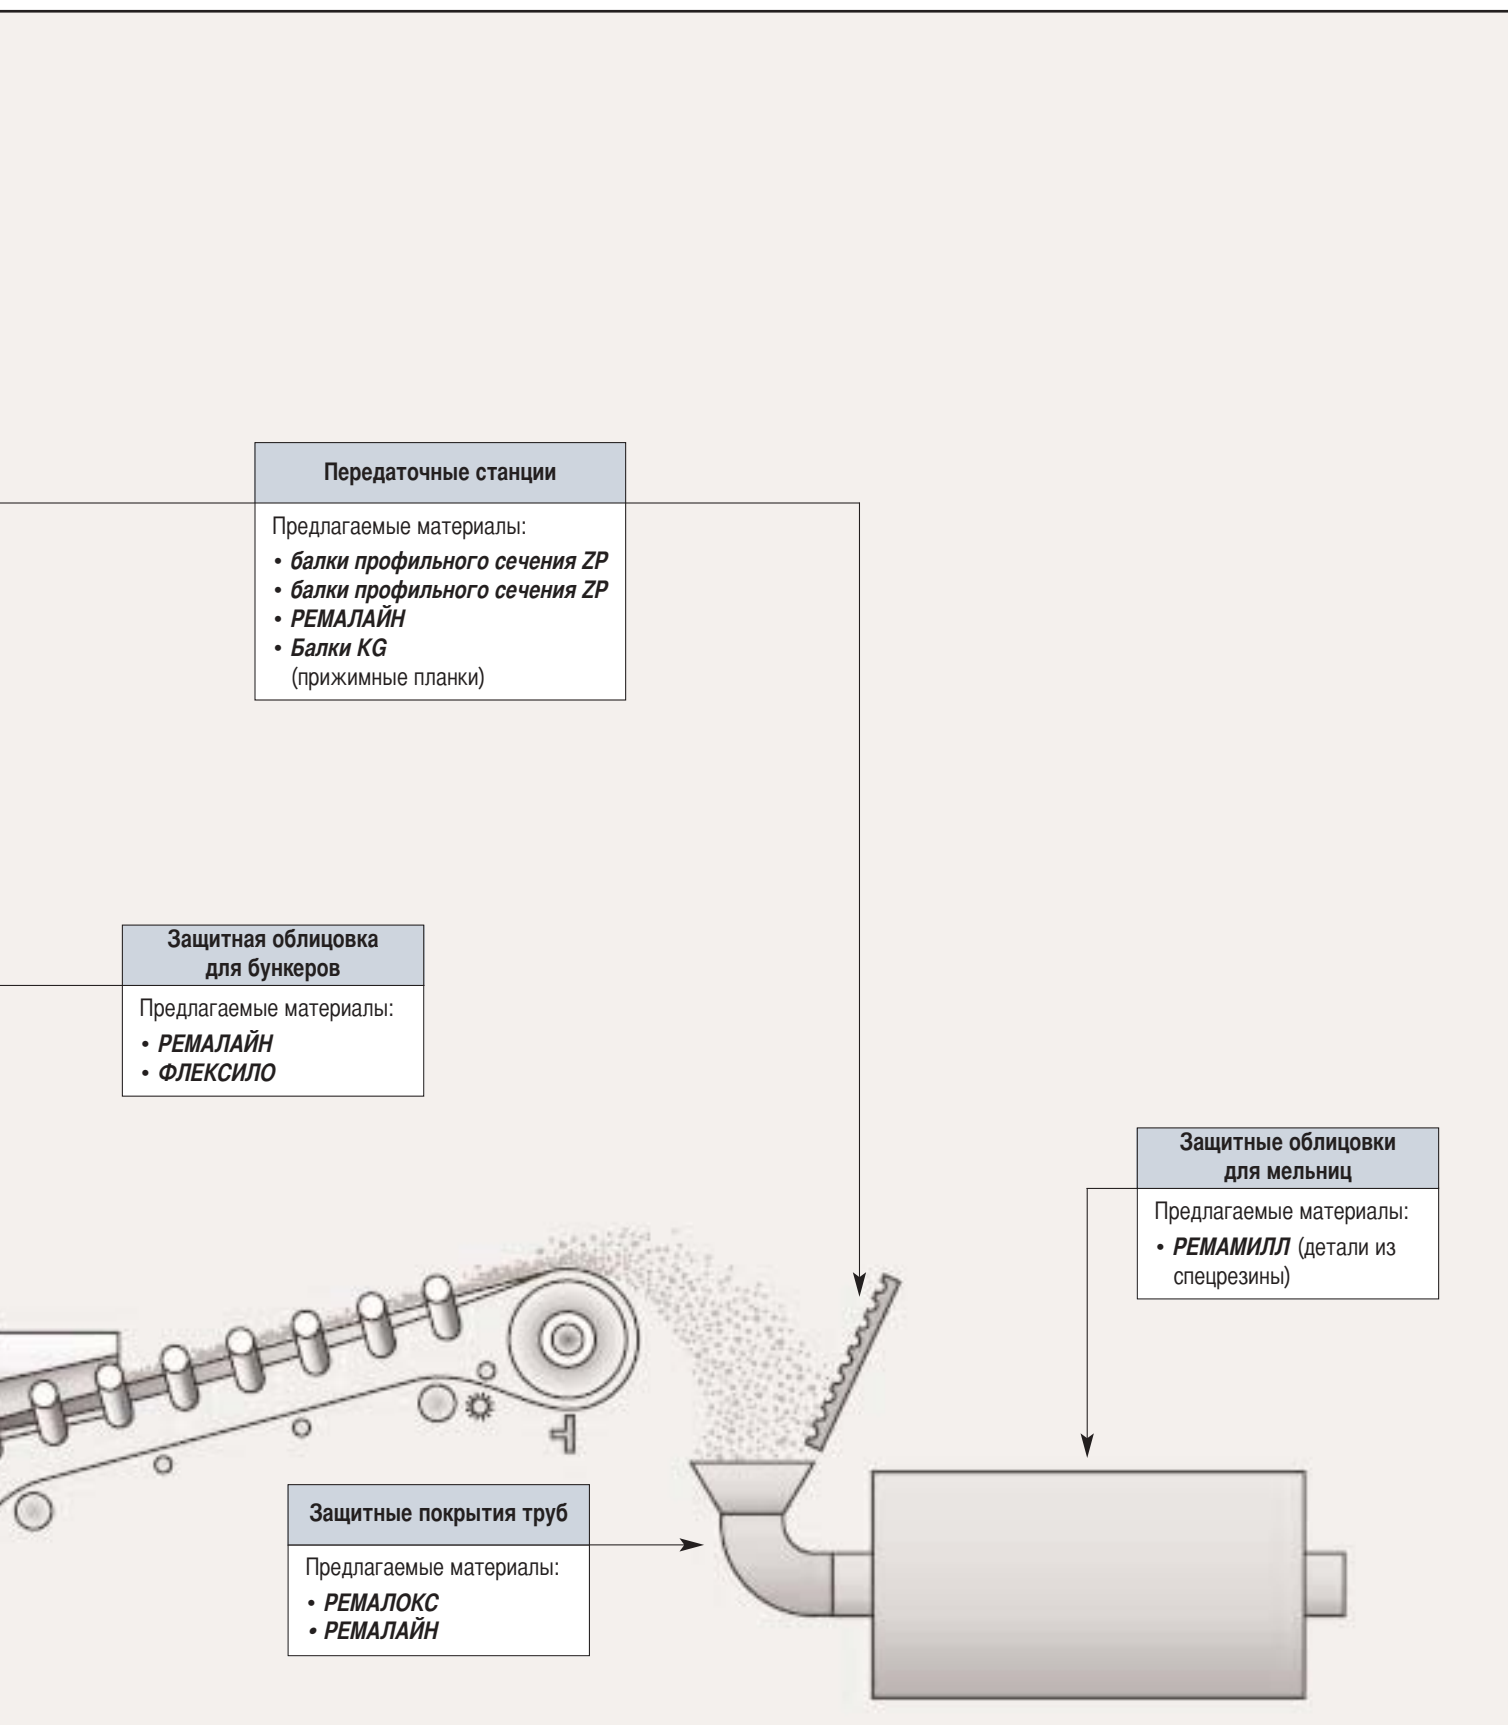 Передаточные станции
Предлагаемые материалы:
• балки профильного сечения ZP
• балки профильного сечения ZP
• РЕМАЛАЙН
• Балки KG
(прижимные планки)
Защитная облицовка
для бункеров
Предлагаемые материалы:
• РЕМАЛАЙН
• ФЛЕКСИЛО
Защитные облицовки
для мельниц
Предлагаемые материалы:
• РЕМАМИЛЛ (детали из
спецрезины)
Защитные покрытия труб
Предлагаемые материалы:
• РЕМАЛОКС
• РЕМАЛАЙН